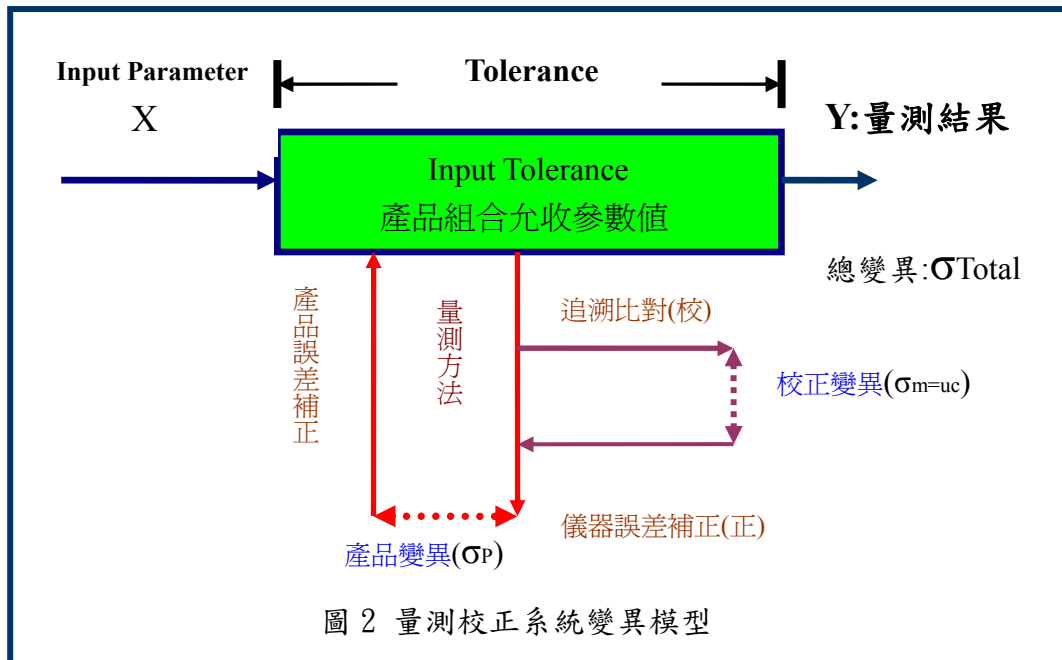 Input Parameter
X
Tolerance
Y:量測結果
Input Tolerance
產品組合允收參數值
總變異:σTotal
產品誤差補正
量測方法
追溯比對(校)
校正變異(σm=uc)
儀器誤差補正(正)
產品變異(σP)
圖 2 量測校正系統變異模型